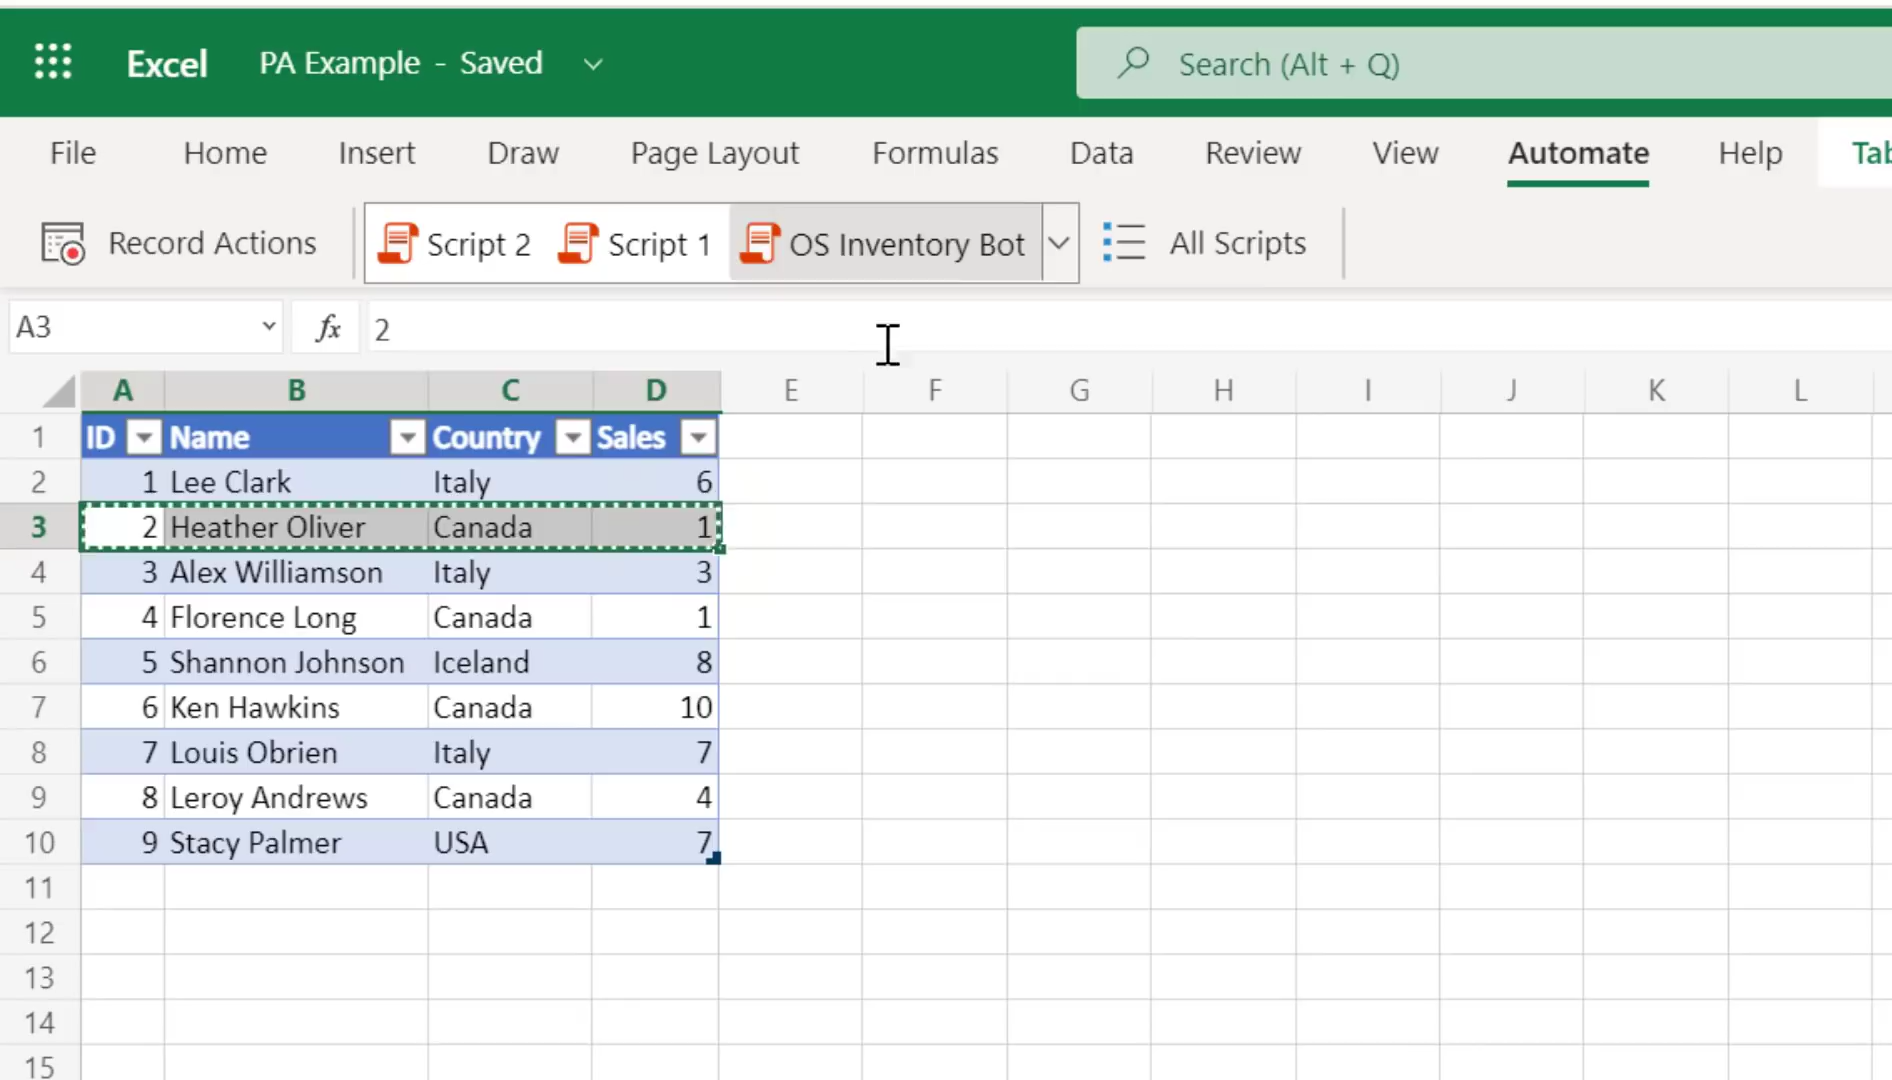 Excel PA Example - Saved Search (Alt + Q)
File Home Insert Draw Page Layout Formulas Data Review View Automate Help Tab
Record Actions Script 2 Script 1 OS Inventory Bot All Scripts
A3 fx 2
A B C D E F G H I J K L
1 ID Name Country Sales
2 1 Lee Clark Italy 6
3 2 Heather Oliver Canada 1
4 3 Alex Williamson Italy 3
5 4 Florence Long Canada 1
6 5 Shannon Johnson Iceland 8
7 6 Ken Hawkins Canada 10
8 7 Louis Obrien Italy 7
9 8 Leroy Andrews Canada 4
10 9 Stacy Palmer USA 7
11
12
13
14
15